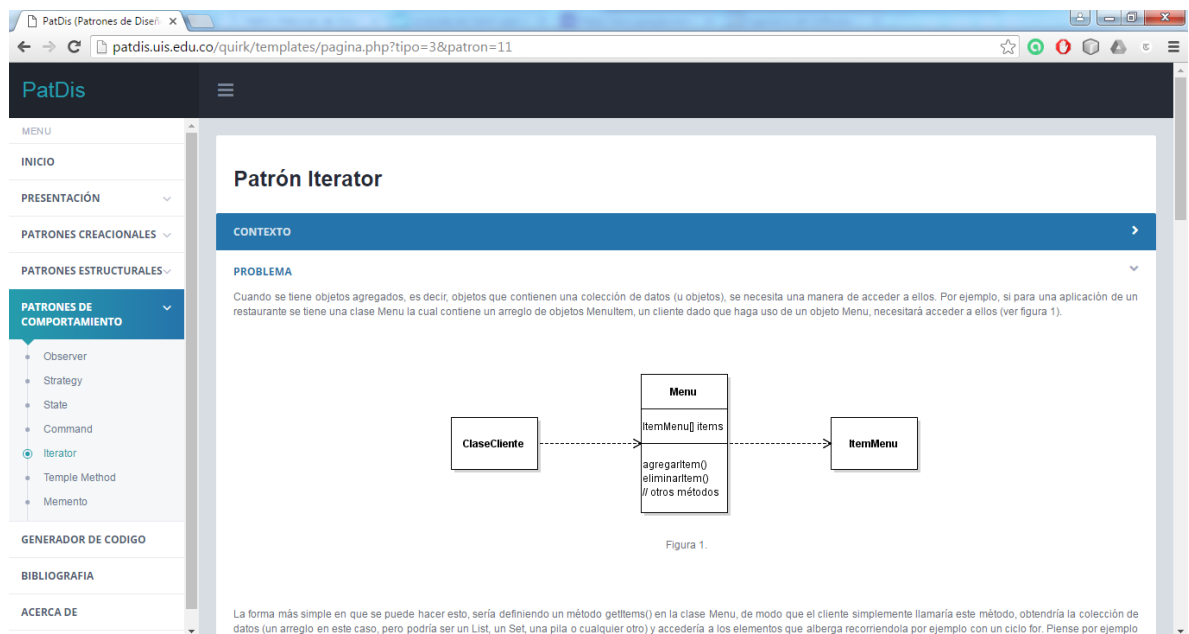 PatDis (Patrones de Diseñ
patdis.uis.edu.co/quirk/templates/pagina.php?tipo=3&patron=11
PatDis
MENU
INICIO
PRESENTACIÓN
PATRONES CREACIONALES
PATRONES ESTRUCTURALES
PATRONES DE
COMPORTAMIENTO
Observer
Strategy
State
Command
Iterator
Temple Method
Memento
GENERADOR DE CODIGO
BIBLIOGRAFIA
ACERCA DE
Patrón Iterator
CONTEXTO
PROBLEMA
Cuando se tiene objetos agregados, es decir, objetos que contienen una colección de datos (u objetos), se necesita una manera de acceder a ellos. Por ejemplo, si para una aplicación de un
restaurante se tiene una clase Menu la cual contiene un arreglo de objetos MenuItem, un cliente dado que haga uso de un objeto Menu, necesitará acceder a ellos (ver figura 1).
ClaseCliente
Menu
ItemMenu[] items
agregarItem()
eliminarItem()
// otros métodos
ItemMenu
Figura 1.
La forma más simple en que se puede hacer esto, sería definiendo un método getItems() en la clase Menu, de modo que el cliente simplemente llamaría este método, obtendría la colección de
datos (un arreglo en este caso, pero podría ser un List, un Set, una pila o cualquier otro) y accedería a los elementos que alberga recorriendola por ejemplo con un ciclo for. Piense por ejemplo